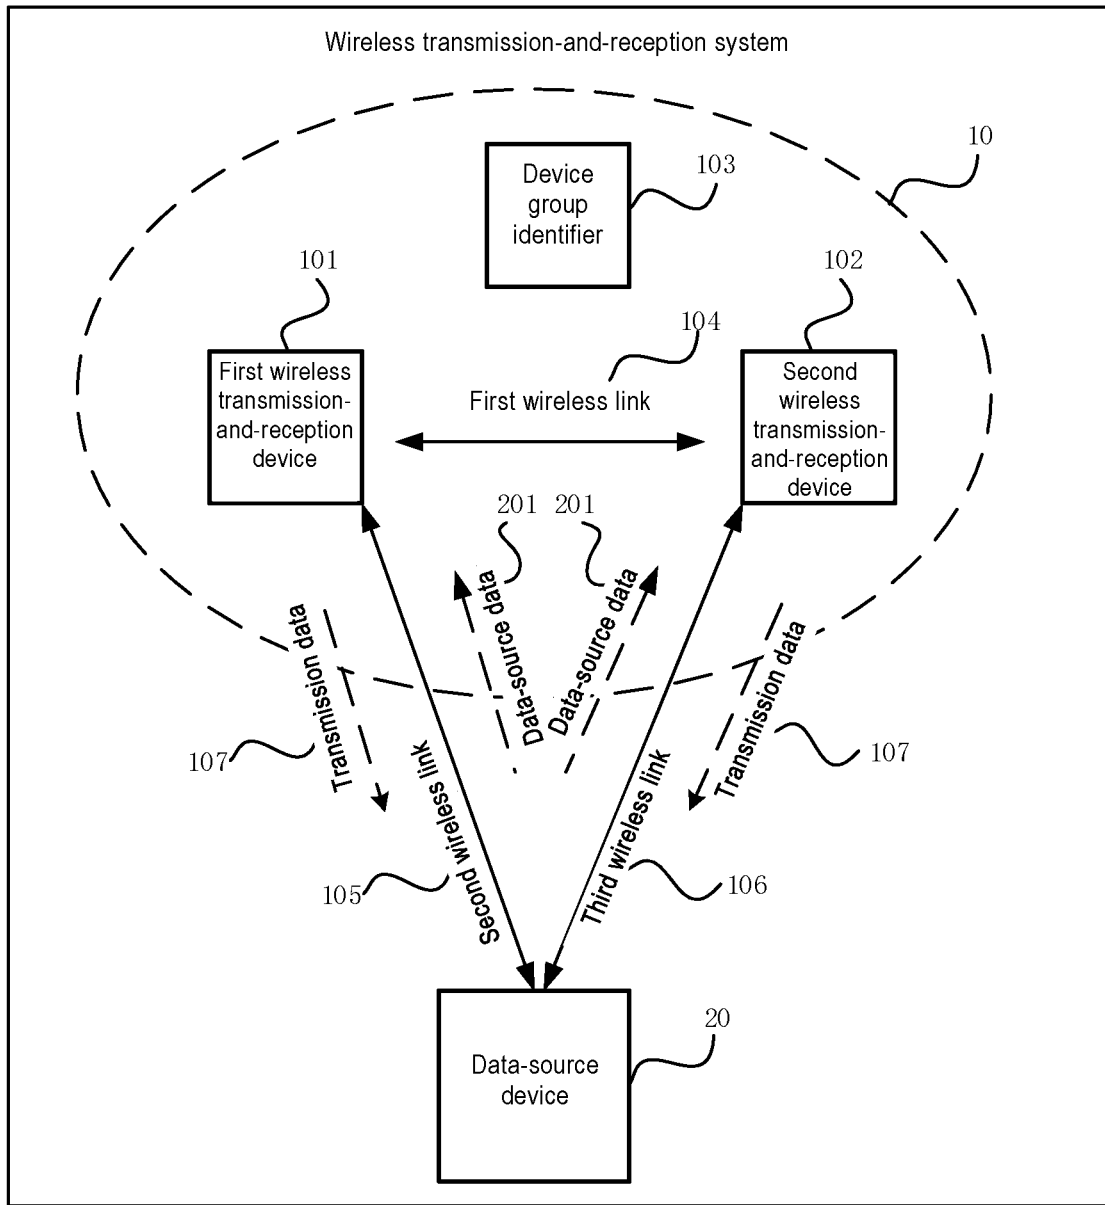 Wireless transmission-and-reception system
10
103
Device
group
identifier
101
102
104
First wireless
transmission-
and-reception
device
First wireless link
Second
wireless
transmission-
and-reception
device
201
201
Data-source data
Data-source data
Transmission data
Transmission data
107
107
Second wireless link
Third wireless link
105
106
20
Data-source
device